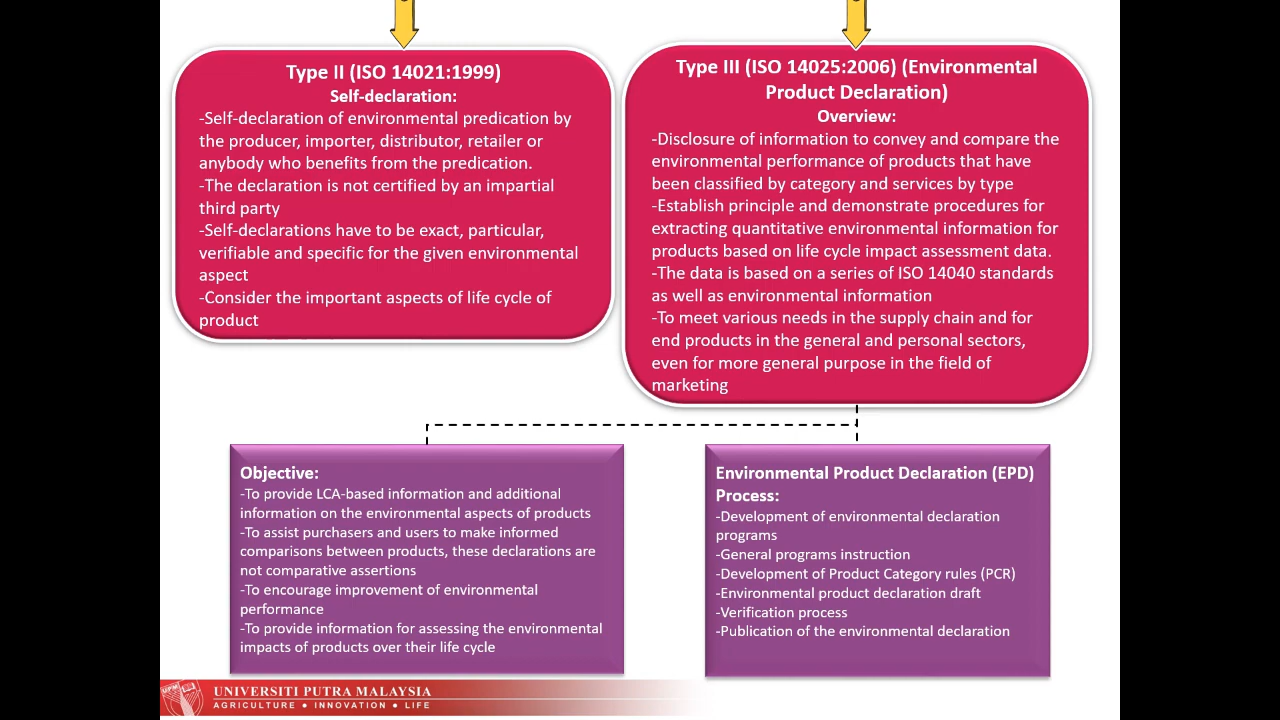 Type II (ISO 14021:1999)
Self-declaration:
-Self-declaration of environmental predication by
the producer, importer, distributor, retailer or
anybody who benefits from the predication.
-The declaration is not certified by an impartial
third party
-Self-declarations have to be exact, particular,
verifiable and specific for the given environmental
aspect
-Consider the important aspects of life cycle of
product
Type III (ISO 14025:2006) (Environmental
Product Declaration)
Overview:
-Disclosure of information to convey and compare the
environmental performance of products that have
been classified by category and services by type
-Establish principle and demonstrate procedures for
extracting quantitative environmental information for
products based on life cycle impact assessment data.
-The data is based on a series of ISO 14040 standards
as well as environmental information
-To meet various needs in the supply chain and for
end products in the general and personal sectors,
even for more general purpose in the field of
marketing
Objective:
-To provide LCA-based information and additional
information on the environmental aspects of products
-To assist purchasers and users to make informed
comparisons between products, these declarations are
not comparative assertions
-To encourage improvement of environmental
performance
-To provide information for assessing the environmental
impacts of products over their life cycle
Environmental Product Declaration (EPD)
Process:
-Development of environmental declaration
programs
-General programs instruction
-Development of Product Category rules (PCR)
-Environmental product declaration draft
-Verification process
-Publication of the environmental declaration
UPM
UNIVERSITI PUTRA MALAYSIA
AGRICULTURE • INNOVATION • LIFE